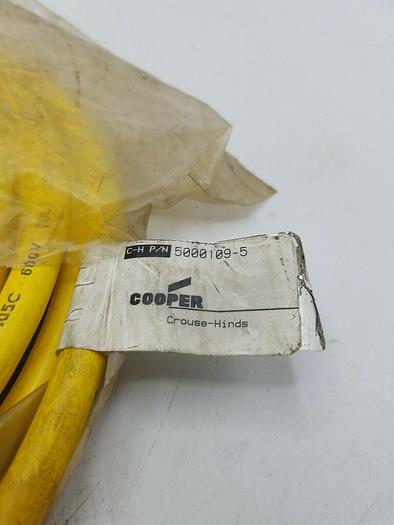 C-H P/N 5000109-5
COOPER
Crouse-Hinds
600V (UL)
105C